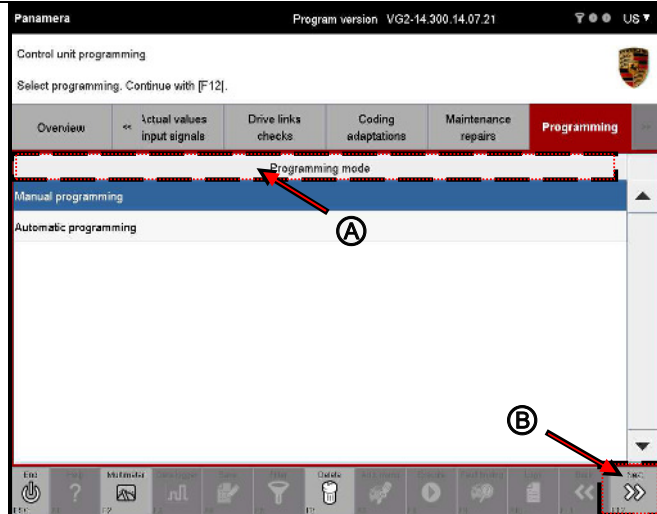 Panamera Program version VG2-14.300.14.07.21 US
Control unit programming
Select programming. Continue with [F12].
Overview << Actual values Drive links Coding Maintenance Programming >>
input signals checks adaptations repairs
Programming mode
Manual programming
Automatic programming
A
B
End Help Multimeter Delete Next